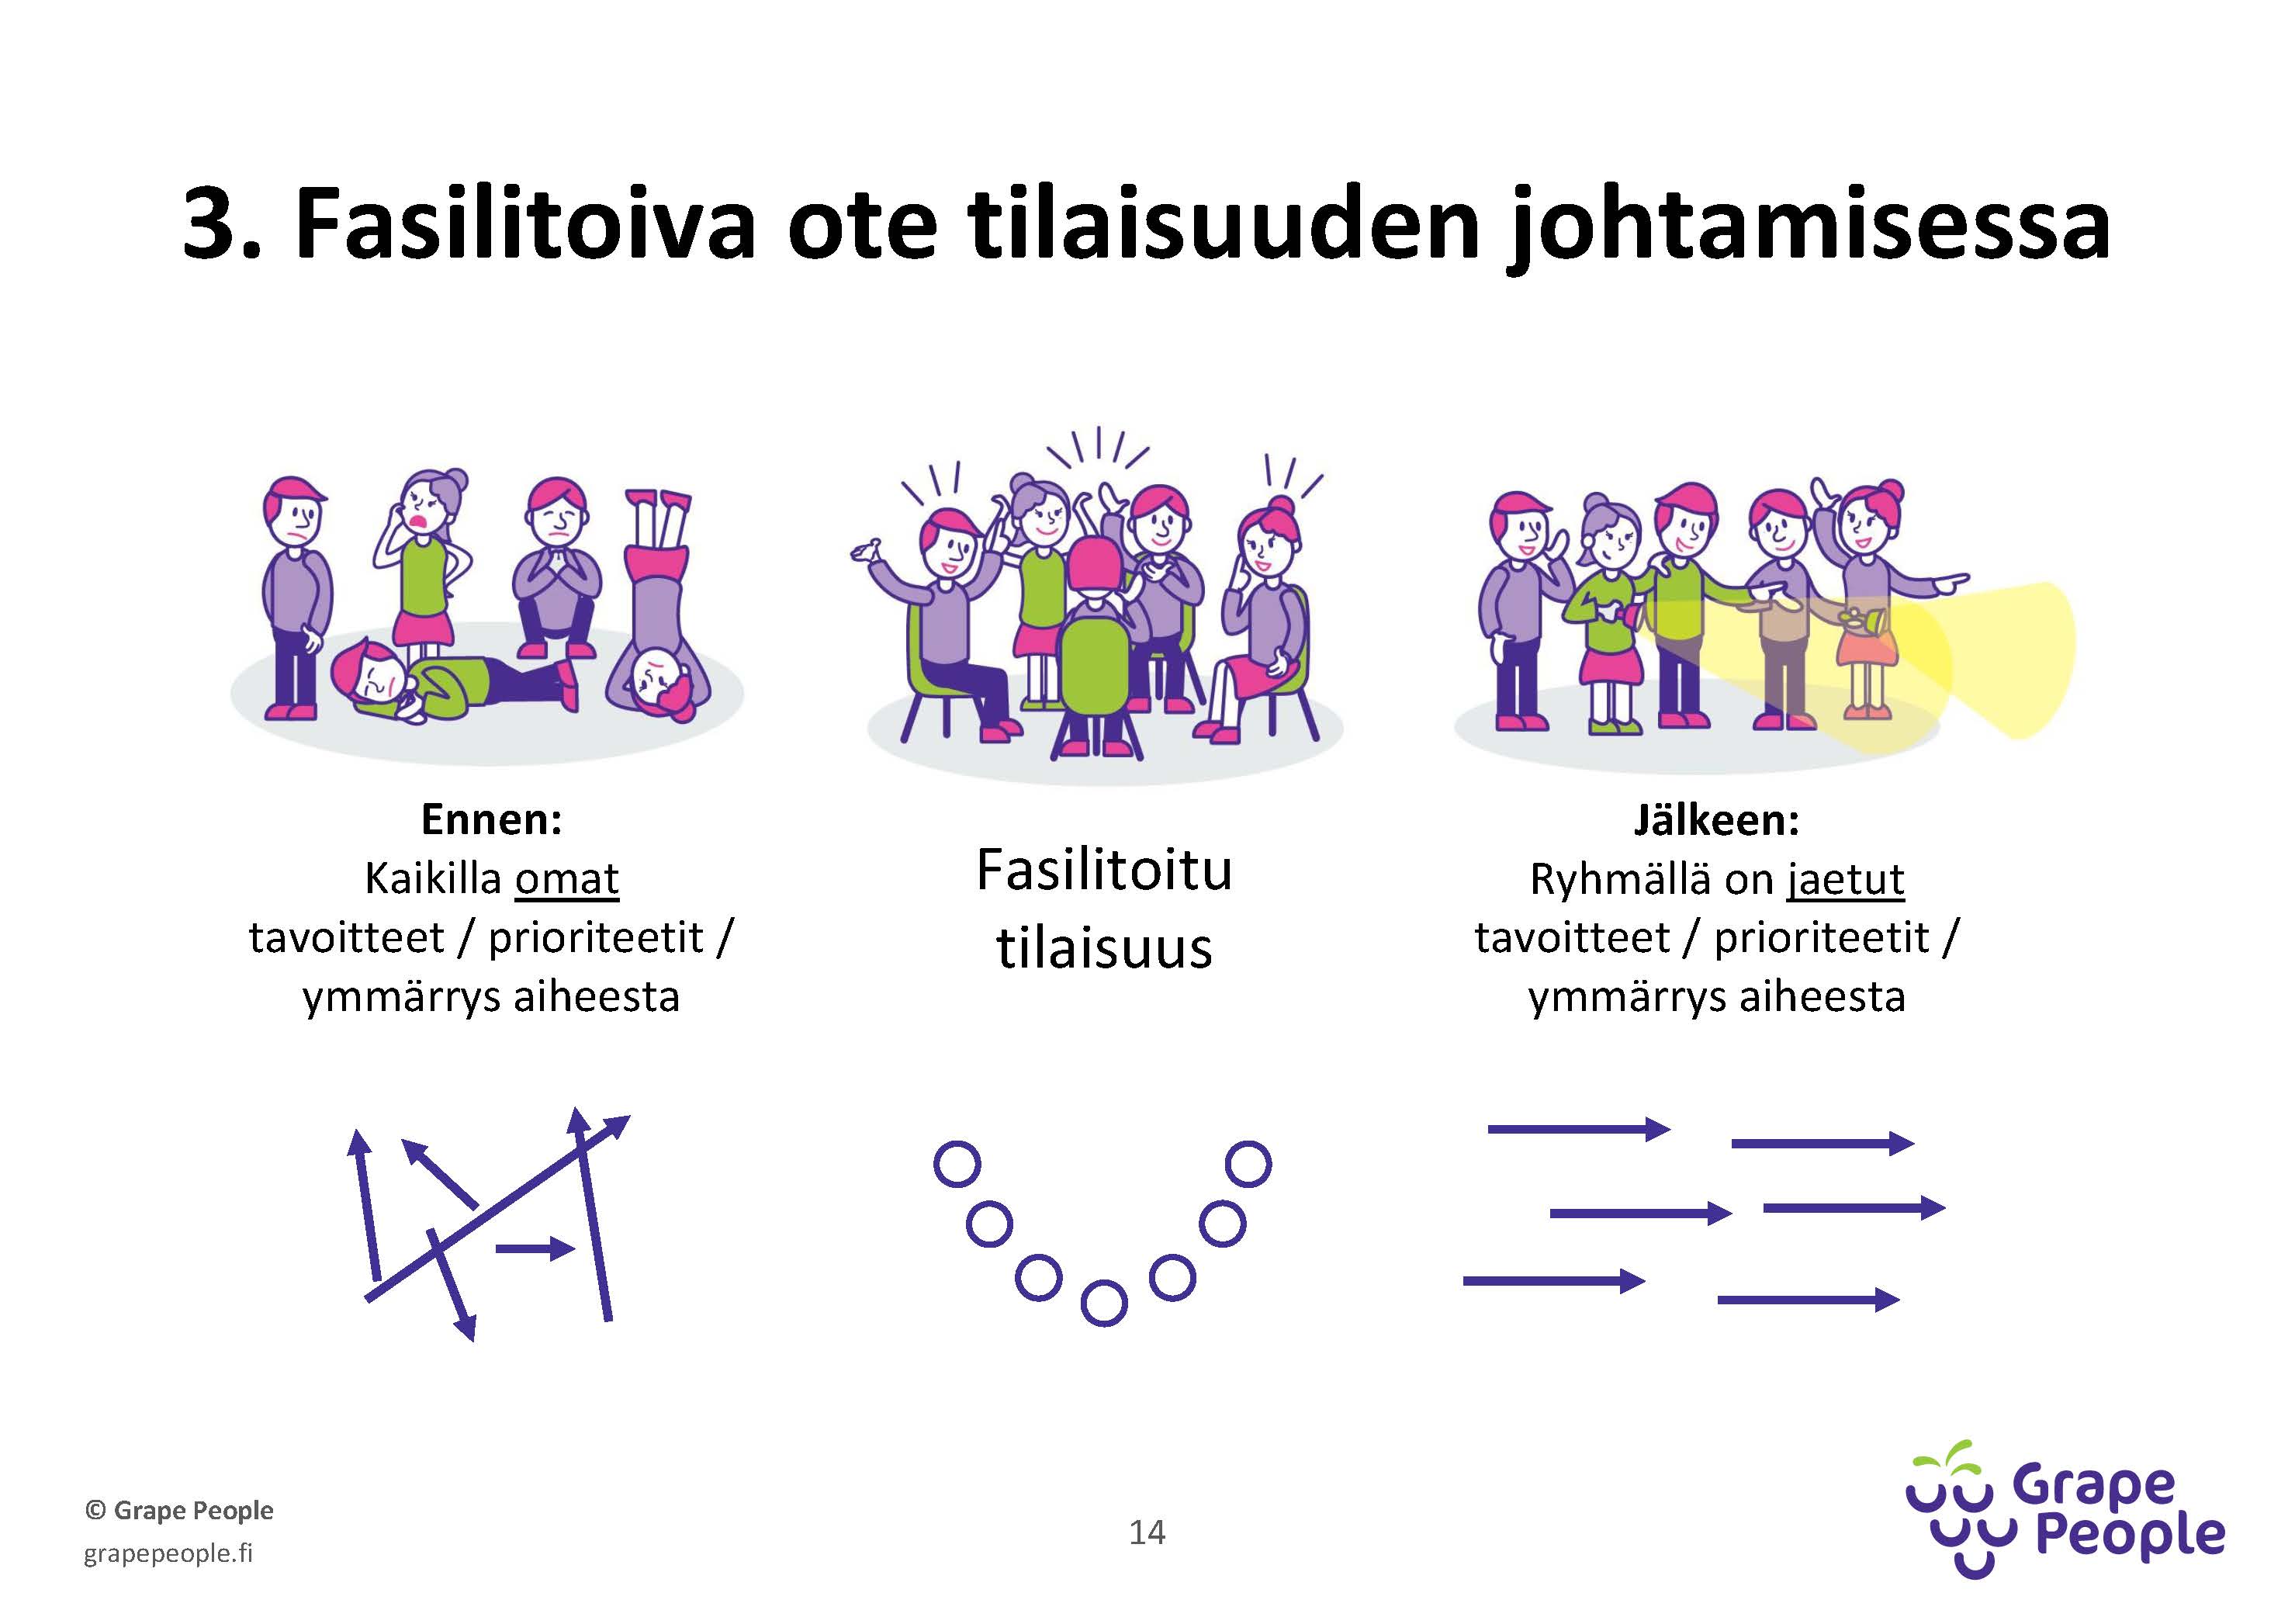 3. Fasilitoiva ote tilaisuuden johtamisessa
Ennen:
Kaikilla omat
tavoitteet / prioriteetit /
ymmärrys aiheesta
Fasilitoitu
tilaisuus
Jälkeen:
Ryhmällä on jaetut
tavoitteet / prioriteetit /
ymmärrys aiheesta
© Grape People
grapepeople.fi
14
Grape
People